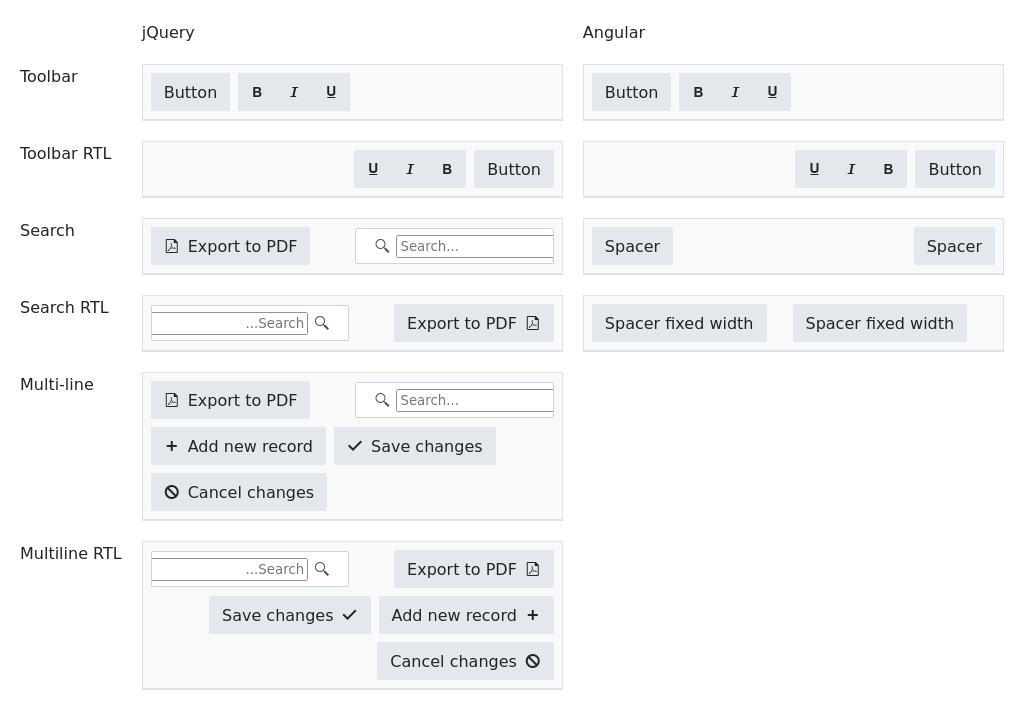 jQuery Angular
Toolbar Button B I U Button B I U
Toolbar RTL U I B Button U I B Button
Search Export to PDF Search... Spacer Spacer
Search RTL ...Search Export to PDF Spacer fixed width Spacer fixed width
Multi-line Export to PDF Search...
Add new record Save changes
Cancel changes
Multiline RTL ...Search Export to PDF
Save changes Add new record
Cancel changes